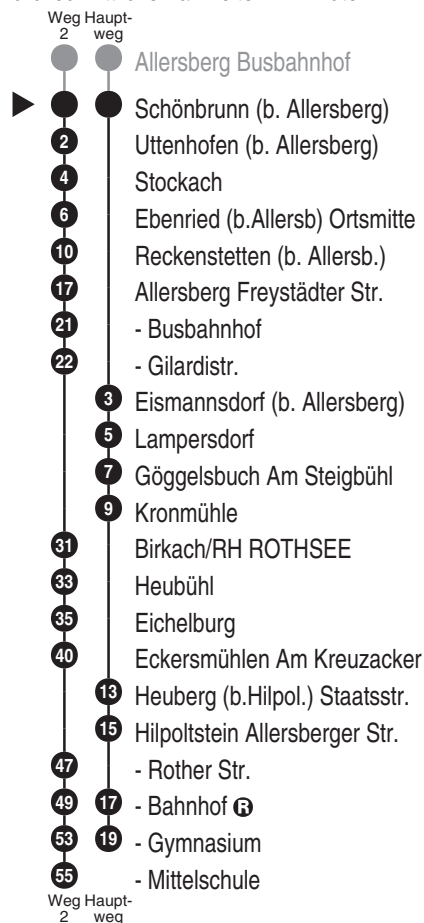 Weg Haupt-
2 weg
Allersberg Busbahnhof
Schönbrunn (b. Allersberg)
2 Uttenhofen (b. Allersberg)
4 Stockach
6 Ebenried (b.Allersb) Ortsmitte
10 Reckenstetten (b. Allersb.)
17 Allersberg Freystädter Str.
21 - Busbahnhof
22 - Gilardistr.
3 Eismannsdorf (b. Allersberg)
5 Lampersdorf
7 Göggelsbuch Am Steigbühl
9 Kronmühle
31 Birkach/RH ROTHSEE
33 Heubühl
35 Eichelburg
40 Eckersmühlen Am Kreuzacker
13 Heuberg (b.Hilpol.) Staatsstr.
15 Hilpoltstein Allersberger Str.
47 - Rother Str.
49 17 - Bahnhof R
53 19 - Gymnasium
55 - Mittelschule
Weg Haupt-
2 weg